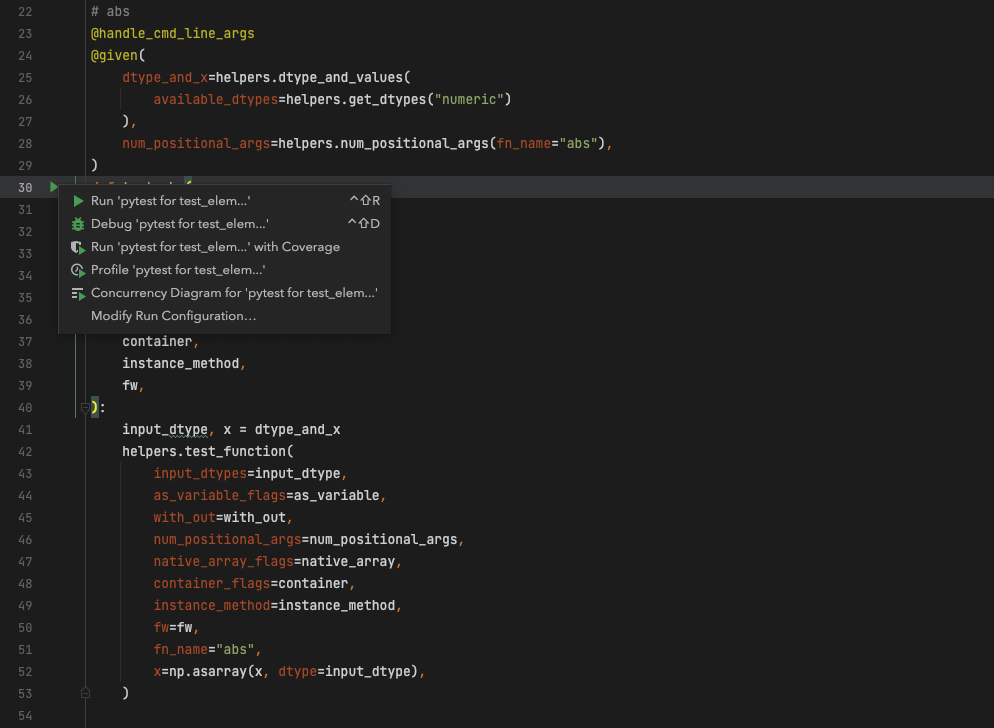 22 # abs
23 @handle_cmd_line_args
24 @given(
25 dtype_and_x=helpers.dtype_and_values(
26 available_dtypes=helpers.get_dtypes("numeric")
27 ),
28 num_positional_args=helpers.num_positional_args(fn_name="abs"),
29 )
30
31 Run 'pytest for test_elem...' ^⇧R
32 Debug 'pytest for test_elem...' ^⇧D
33 Run 'pytest for test_elem...' with Coverage
34 Profile 'pytest for test_elem...'
35 Concurrency Diagram for 'pytest for test_elem...'
36 Modify Run Configuration...
37 container,
38 instance_method,
39 fw,
40 ):
41 input_dtype, x = dtype_and_x
42 helpers.test_function(
43 input_dtypes=input_dtype,
44 as_variable_flags=as_variable,
45 with_out=with_out,
46 num_positional_args=num_positional_args,
47 native_array_flags=native_array,
48 container_flags=container,
49 instance_method=instance_method,
50 fw=fw,
51 fn_name="abs",
52 x=np.asarray(x, dtype=input_dtype),
53 )
54